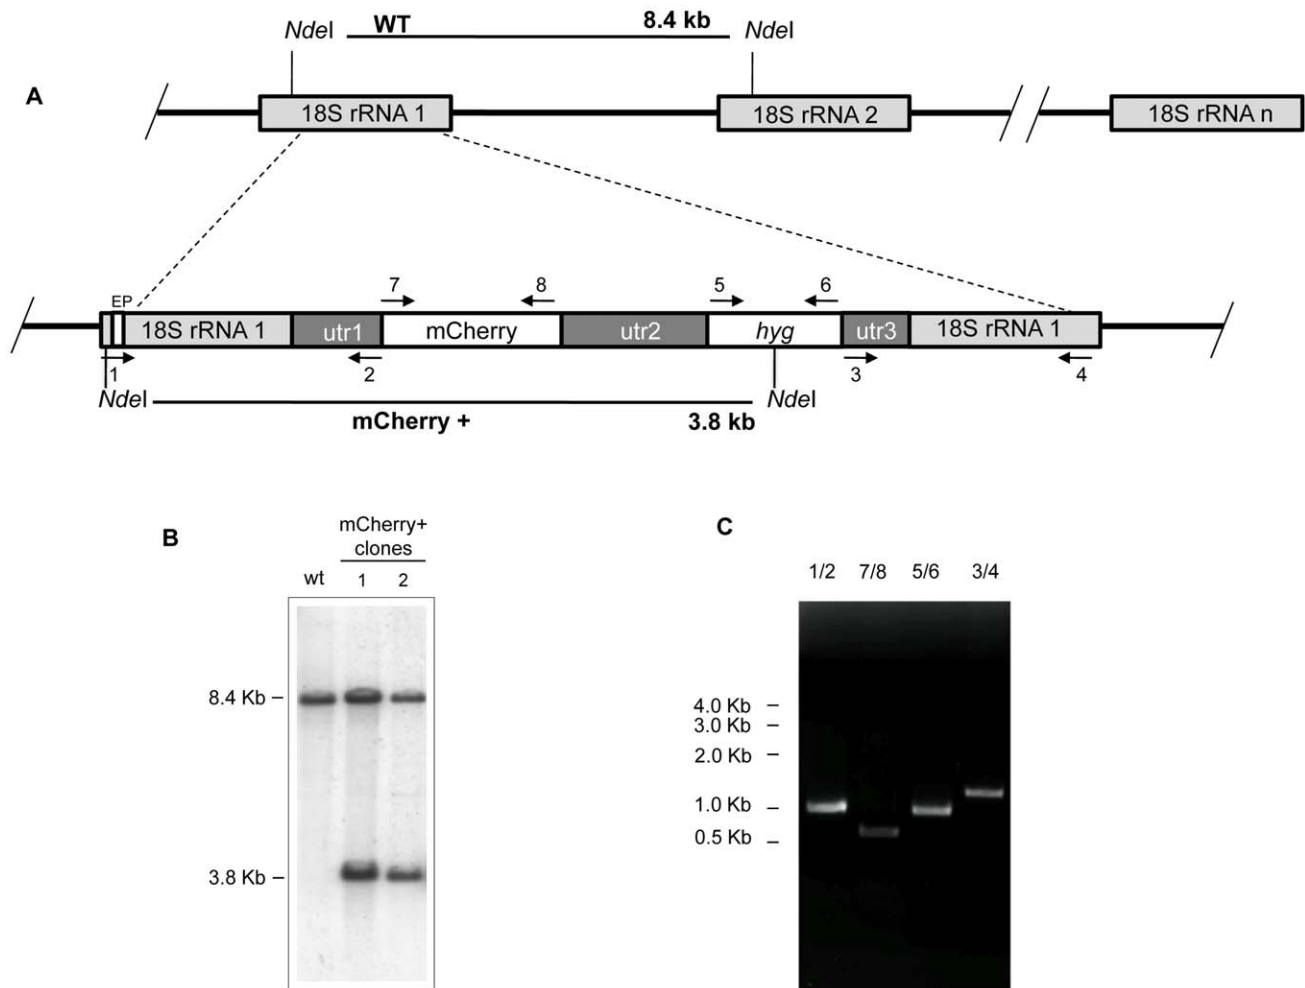 NdeI WT 8.4 kb NdeI
A
18S rRNA 1 18S rRNA 2 18S rRNA n
7 8 5 6
EP
18S rRNA 1 utr1 mCherry utr2 hyg utr3 18S rRNA 1
1 2 3 4
NdeI NdeI
mCherry + 3.8 kb
B
mCherry+
clones
wt 1 2
8.4 Kb
3.8 Kb
C
1/2 7/8 5/6 3/4
4.0 Kb
3.0 Kb
2.0 Kb
1.0 Kb
0.5 Kb